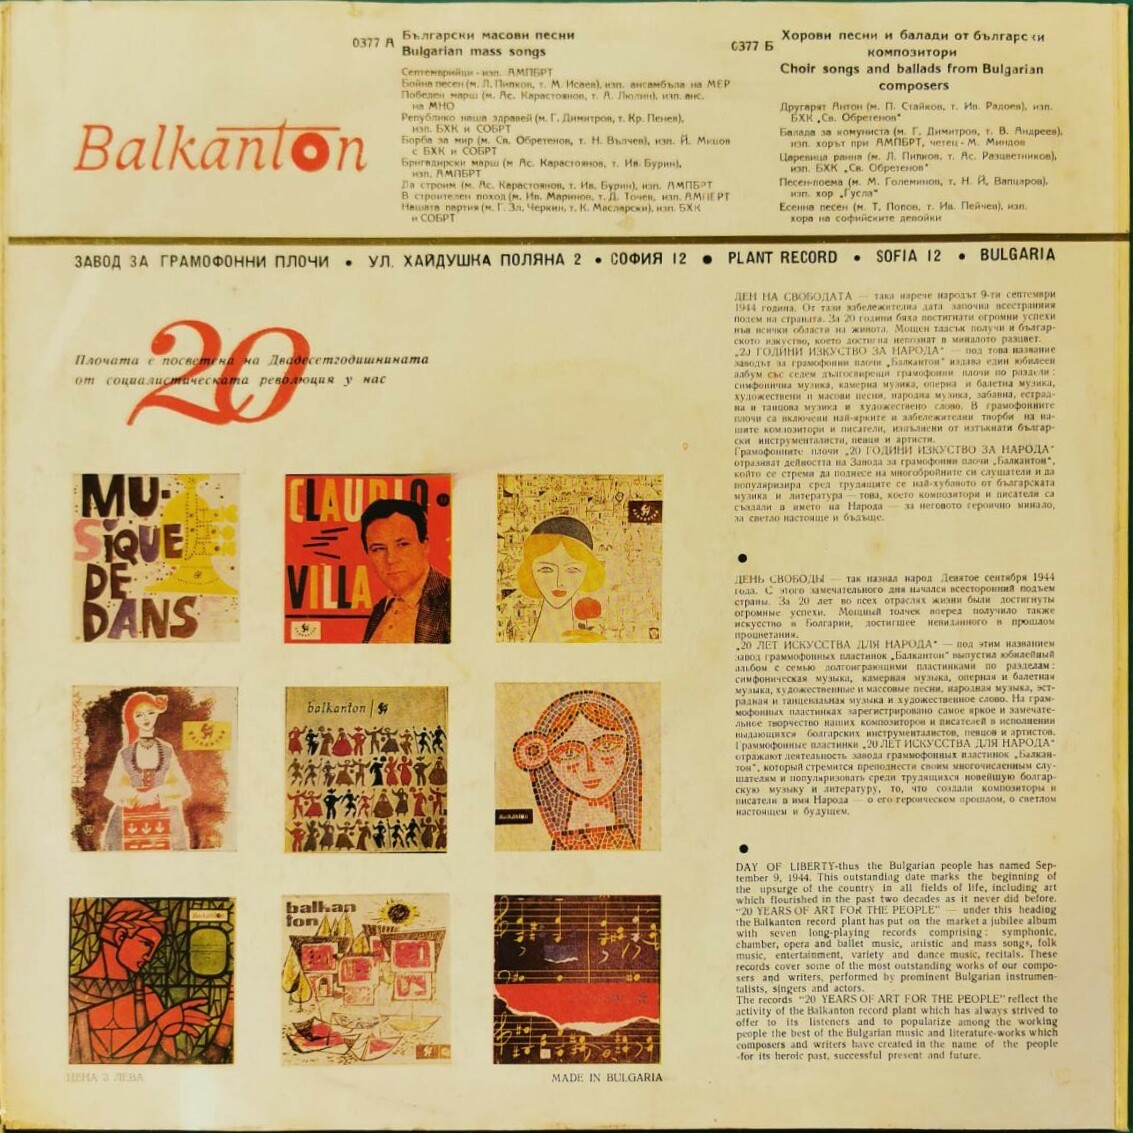 Balkanton
0377 А
Български масови песни
Bulgarian mass songs
Септемврийци - изп. АМПБРТ
Бойна песен (м. Л. Пипков, т. М. Исаев), изп. ансамбъла на МЕР
Победен марш (м. Ас. Карастоянов, т. А. Люлин), изп. анс.
на МНО
Републико наша здравей (м. Г. Димитров, т. Кр. Пенев),
изп. БХК и СОБРТ
Борба за мир (м. Св. Обретенов, т. Н. Вълчев), изп. Й. Мишов
с БХК и СОБРТ
Бригадирски марш (м Ас. Карастоянов, т. Ив. Бурин),
изп. АМПБРТ
Да строим (м. Ас. Карастоянов, т. Ив. Бурин), изп. АМПБРТ
В строителен поход (м. Ив. Маринов, т. Д. Точев, изп. АМПБРТ
Нашата партия (м. Г. Зл. Черкин, т. К. Масларски), изп. БХК
и СОБРТ
0377 Б
Хорови песни и балади от български
композитори
Choir songs and ballads from Bulgarian
composers
Другарят Антон (м. П. Стайков, т. Ив. Радоев), изп.
БХК „Св. Обретенов"
Балада за комуниста (м. Г. Димитров, т. В. Андреев),
изп. хорът при АМПБРТ, четец - М. Миндов
Царевица ранна (м. Л. Пипков, т. Ас. Разцветников),
изп. БХК „Св. Обретенов"
Песен-поема (м. М. Големинов, т. Н. Й, Вапцаров),
изп. хор „Гусла"
Есенна песен (м. Т. Попов, т. Ив. Пейчев), изп.
хора на софийските девойки
ЗАВОД ЗА ГРАМОФОННИ ПЛОЧИ • УЛ. ХАЙДУШКА ПОЛЯНА 2 • СОФИЯ 12 • PLANT RECORD • SOFIA 12 • BULGARIA
20
Плочата е посветена на Двадесетгодишнината
от социалистическата революция у нас
MU-
SIQUE
DE
DANS
CLAUDIO
VILLA
balkanton
Balkanton
balkan
ton
ЦЕНА 3 ЛЕВА
MADE IN BULGARIA
ДЕН НА СВОБОДАТА — така нарече народът 9-ти септември
1944 година. От тази забележителна дата започна всестранния
подем на страната. За 20 години бяха постигнати огромни успехи
във всички области на живота. Мощен тласък получи и българ-
ското изкуство, което достигна непознат в миналото разцвет.
„20 ГОДИНИ ИЗКУСТВО ЗА НАРОДА" — под това название
заводът за грамофонни плочи „Балкантон" издава един юбилеен
албум със седем дългосвирещи грамофонни плочи по раздели:
симфонична музика, камерна музика, оперна и балетна музика,
художествени и масови песни, народна музика, забавна, естрад-
на и танцова музика и художествено слово. В грамофонните
плочи са включени най-ярките и забележителни творби на на-
шите композитори и писатели, изпълнени от изтъкнати българ-
ски инструменталисти, певци и артисти.
Грамофонните плочи „20 ГОДИНИ ИЗКУСТВО ЗА НАРОДА"
отразяват дейността на Завода за грамофонни плочи „Балкантон",
който се стреми да поднесе на многобройните си слушатели и да
популяризира сред трудящите се най-хубавото от българската
музика и литература — това, което композитори и писатели са
създали в името на Народа — за неговото героично минало,
за светло настояще и бъдъще.
•
ДЕНЬ СВОБОДЫ — так назвал народ Девятое сентября 1944
года. С этого замечательного дня начался всесторонний подъем
страны. За 20 лет во всех отраслях жизни были достигнуты
огромные успехи. Мощный толчек вперед получило также
искусство в Болгарии, достигшее невиданного в прошлом
процветания.
„20 ЛЕТ ИСКУССТВА ДЛЯ НАРОДА" — под этим названием
завод граммофонных пластинок „Балкантон" выпустил юбилейный
альбом с семью долгоиграющими пластинками по разделам:
симфоническая музыка, камерная музыка, оперная и балетная
музыка, художественные и массовые песни, народная музыка, эст-
радная и танцевальная музыка и художественное слово. На грам-
мофонных пластинках зарегистрировано самое яркое и замечате-
льное творчество наших композиторов и писателей в исполнении
выдающихся болгарских инструменталистов, певцов и артистов.
Граммофонные пластинки „20 ЛЕТ ИСКУССТВА ДЛЯ НАРОДА"
отражают деятельность завода граммофонных пластинок „Балкан-
тон", который стремится преподнести своим многочисленным слу-
шателям и популяризовать среди трудящихся новейшую болгар-
скую музыку и литературу, то, что создали композиторы и
писатели в имя Народа — о его героическом прошлом, о светлом
настоящем и будущем.
•
DAY OF LIBERTY-thus the Bulgarian people has named Sep-
tember 9, 1944. This outstanding date marks the beginning of
the upsurge of the country in all fields of life, including art
which flourished in the past two decades as it never did before.
"20 YEARS OF ART FOR THE PEOPLE" — under this heading
the Balkanton record plant has put on the market a jubilee album
with seven long-playing records comprising: symphonic,
chamber, opera and ballet music, artistic and mass songs, folk
music, entertainment, variety and dance music, recitals. These
records cover some of the most outstanding works of our compo-
sers and writers, performed by prominent Bulgarian instrumen-
talists, singers and actors.
The records "20 YEARS OF ART FOR THE PEOPLE" reflect the
activity of the Balkanton record plant which has always strived to
offer to its listeners and to popularize among the working
people the best of the Bulgarian music and literature-works which
composers and writers have created in the name of the people
-for its heroic past, successful present and future.